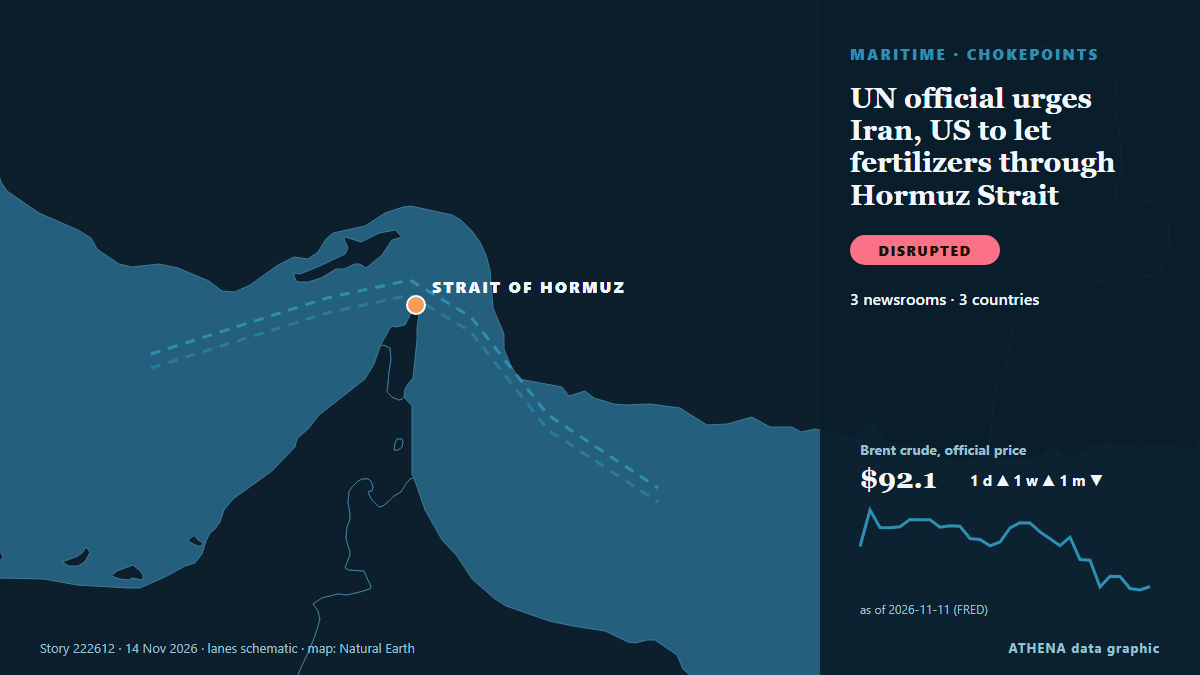 MARITIME · CHOKEPOINTS
UN official urges
Iran, US to let
fertilizers through
Hormuz Strait
DISRUPTED
3 newsrooms · 3 countries
STRAIT OF HORMUZ
Brent crude, official price
$92.1 1 d ▲ 1 w ▲ 1 m ▼
as of 2026-11-11 (FRED)
Story 222612 · 14 Nov 2026 · lanes schematic · map: Natural Earth
ATHENA data graphic